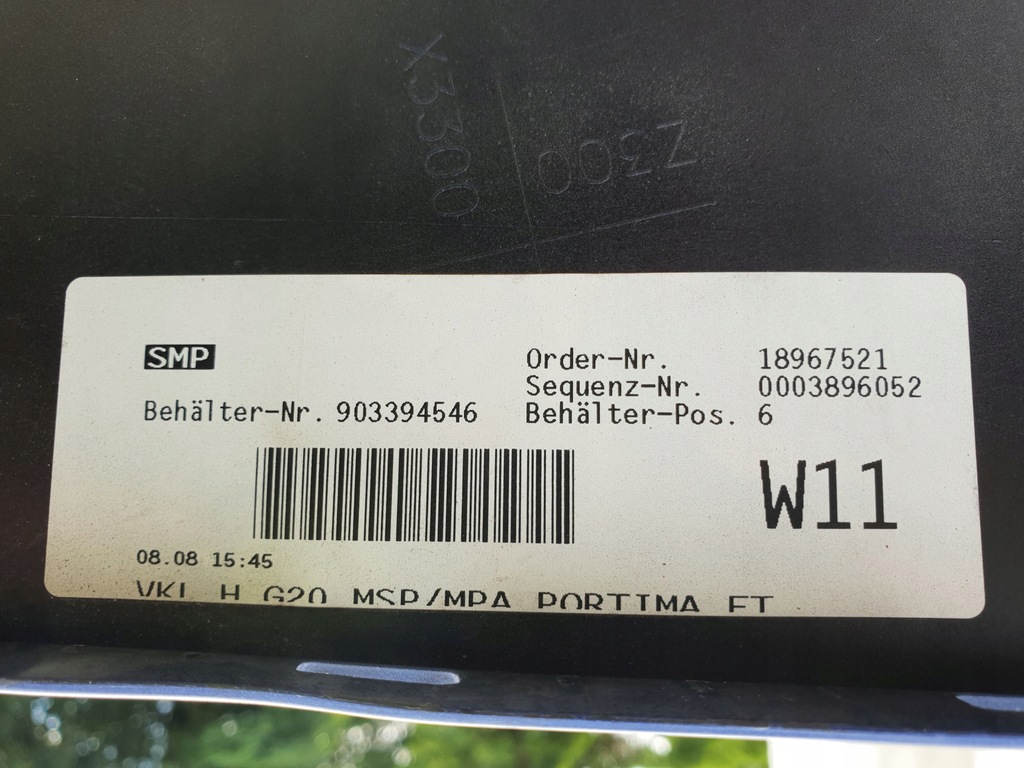 X3300
Z300
SMP
Order-Nr. 18967521
Sequenz-Nr. 0003896052
Behälter-Nr. 903394546 Behälter-Pos. 6
W11
08.08 15:45
VKL H G20 MSP/MPA PORTIMA ET